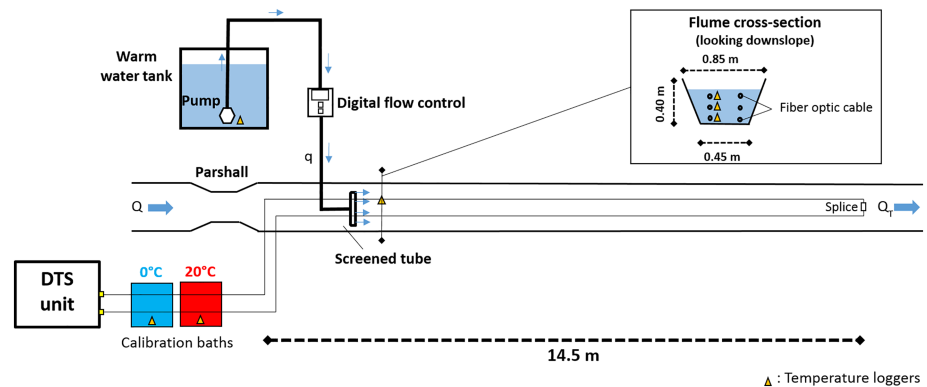 Flume cross-section
(looking downslope)
0.85 m
0.40 m
Fiber optic cable
0.45 m
Warm
water tank
Pump
Digital flow control
q
Parshall
Q
Splice
QT
Screened tube
DTS
unit
0°C
20°C
Calibration baths
14.5 m
: Temperature loggers